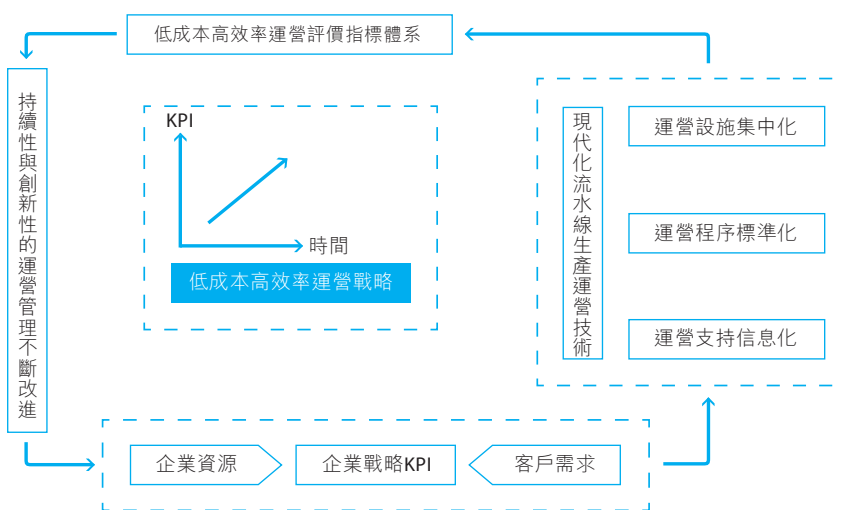 低成本高效率運營評價指標體系
持續性與創新性的運營管理不斷改進
KPI
時間
低成本高效率運營戰略
現代化流水線生產運營技術
運營設施集中化
運營程序標準化
運營支持信息化
企業資源
企業戰略KPI
客戶需求